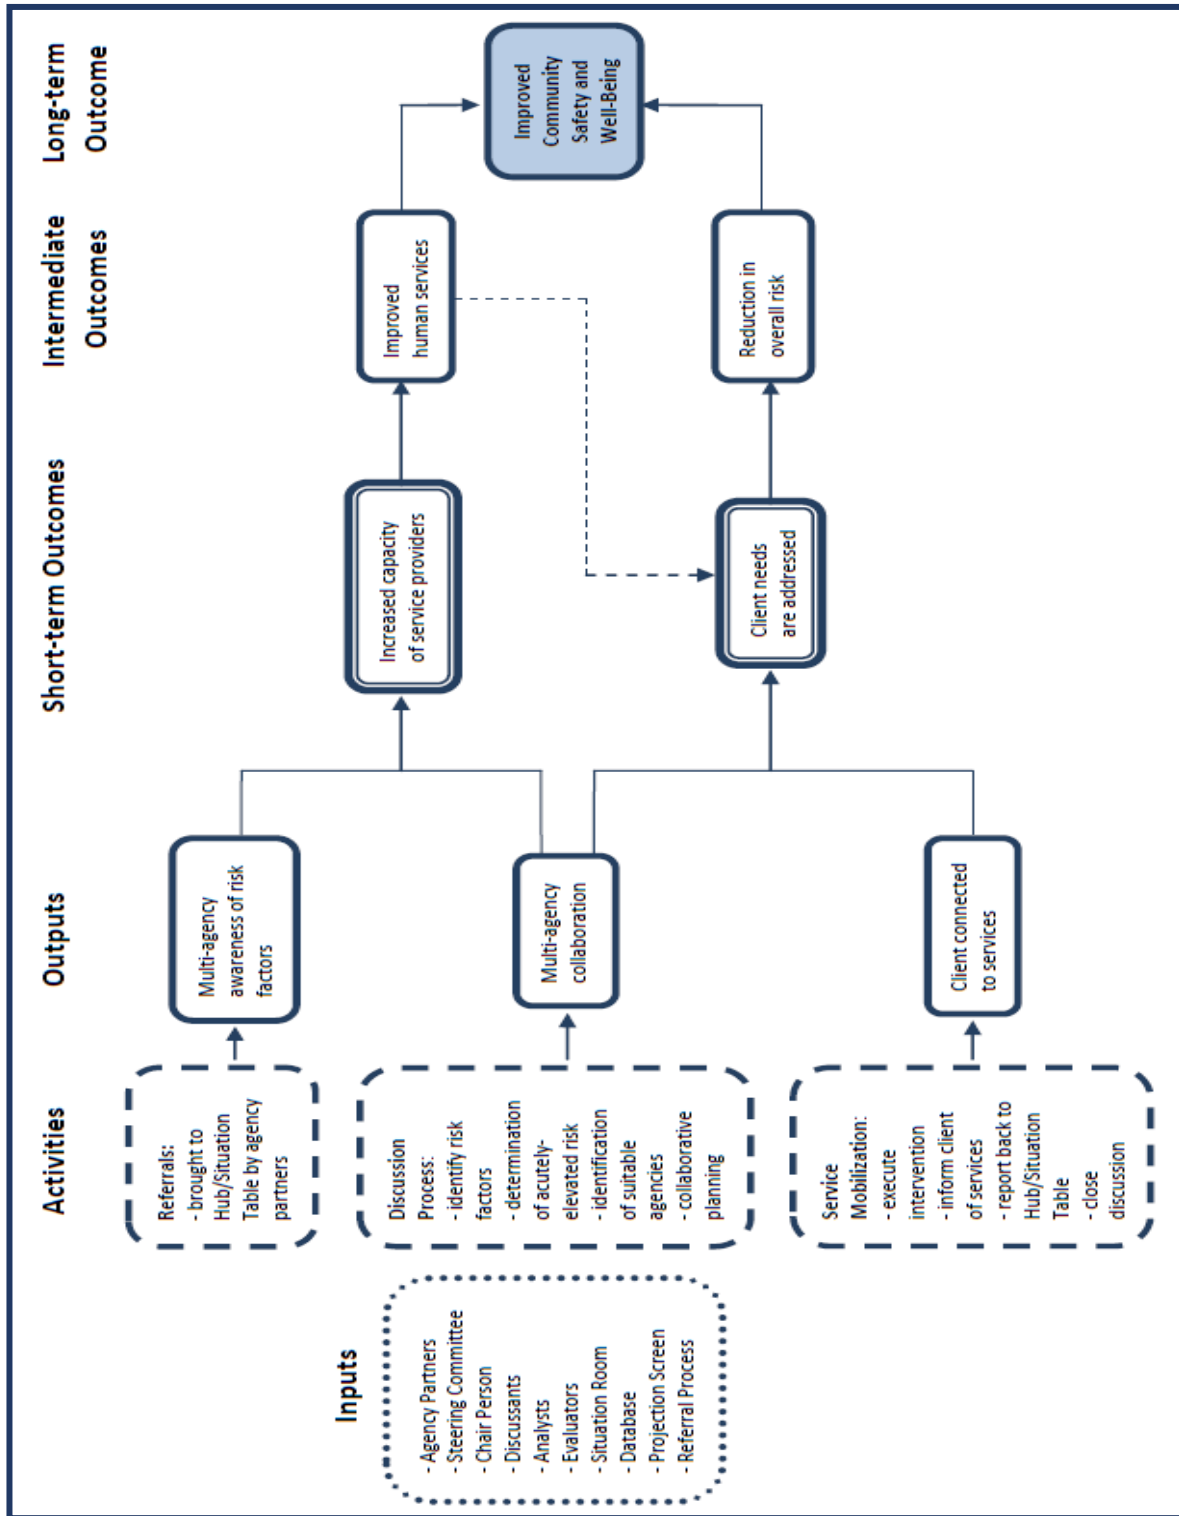 Inputs
- Agency Partners
- Steering Committee
- Chair Person
- Discussants
- Analysts
- Evaluators
- Situation Room
- Database
- Projection Screen
- Referral Process
Activities
Referrals:
- brought to
Hub/Situation
Table by agency
partners
Discussion
Process:
- identify risk
factors
- determination
of acutely-
elevated risk
- identification
of suitable
agencies
- collaborative
planning
Service
Mobilization:
- execute
intervention
- inform client
of services
- report back to
Hub/Situation
Table
- close
discussion
Outputs
Multi-agency
awareness of risk
factors
Multi-agency
collaboration
Client connected
to services
Short-term Outcomes
Increased capacity
of service providers
Client needs
are addressed
Intermediate
Outcomes
Improved
human services
Reduction in
overall risk
Long-term
Outcome
Improved
Community
Safety and
Well-Being